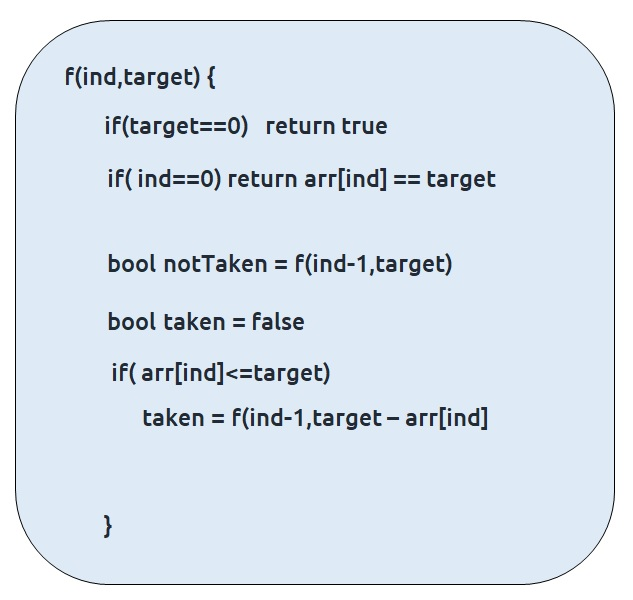 f(ind,target) {
if(target==0) return true
if( ind==0) return arr[ind] == target
bool notTaken = f(ind-1,target)
bool taken = false
if( arr[ind]<=target)
taken = f(ind-1,target – arr[ind]
}